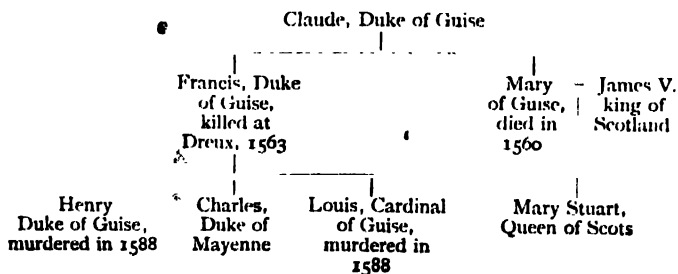 Claude, Duke of Guise
Francis, Duke
of Guise,
killed at
Dreux, 1563
Mary
of Guise,
died in
1560
James V.
king of
Scotland
Henry
Duke of Guise,
murdered in 1588
Charles,
Duke of
Mayenne
Louis, Cardinal
of Guise,
murdered in
1588
Mary Stuart,
Queen of Scots